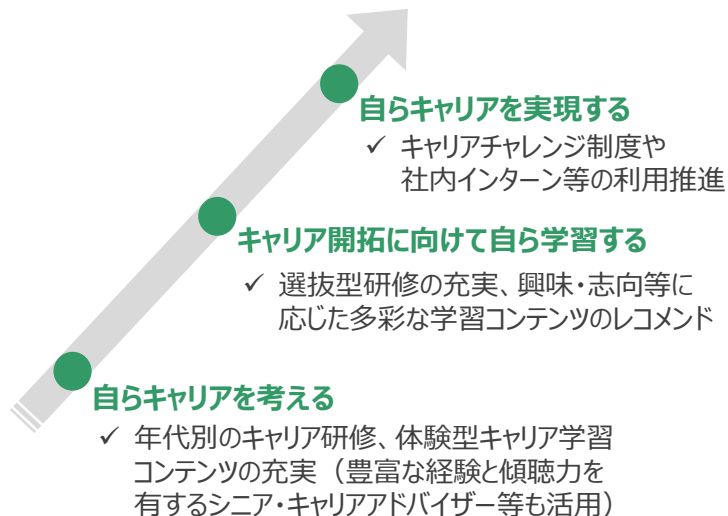 自らキャリアを実現する
✓ キャリアチャレンジ制度や
社内インターン等の利用推進
キャリア開拓に向けて自ら学習する
✓ 選抜型研修の充実、興味・志向等に
応じた多彩な学習コンテンツのレコメンド
自らキャリアを考える
✓ 年代別のキャリア研修、体験型キャリア学習
コンテンツの充実（豊富な経験と傾聴力を
有するシニア・キャリアアドバイザー等も活用）